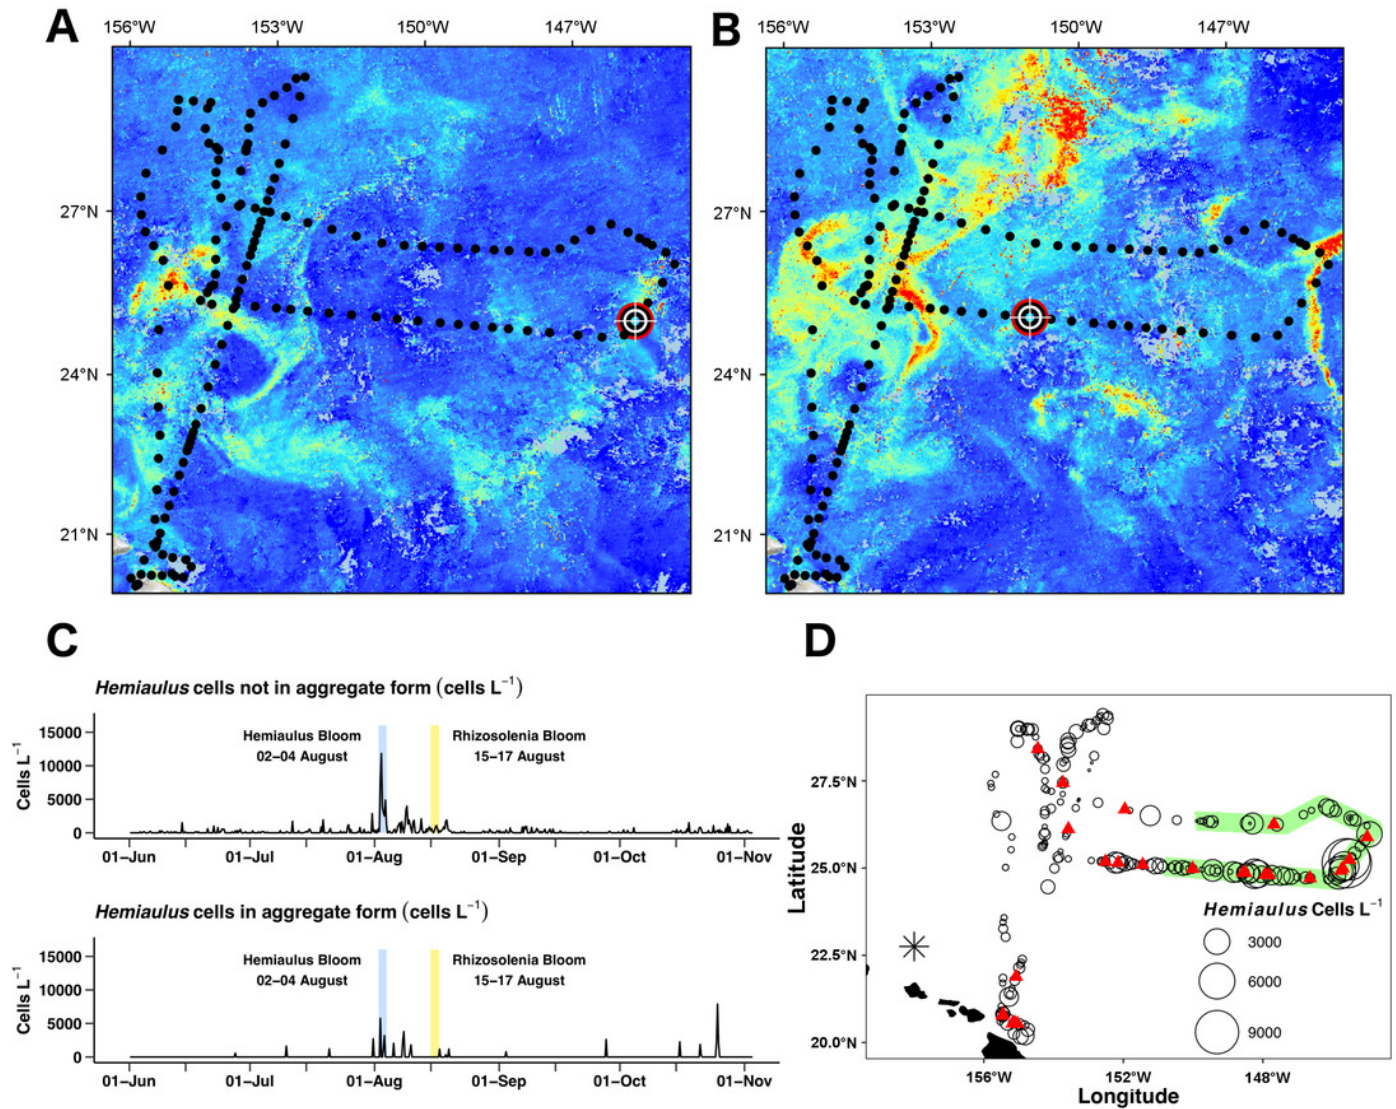 A
156°W 153°W 150°W 147°W
27°N
24°N
21°N
B
156°W 153°W 150°W 147°W
27°N
24°N
21°N
C
Hemiaulus cells not in aggregate form (cells L⁻¹)
Cells L⁻¹
15000
10000
5000
0
Hemiaulus Bloom
02–04 August
Rhizosolenia Bloom
15–17 August
01–Jun 01–Jul 01–Aug 01–Sep 01–Oct 01–Nov
Hemiaulus cells in aggregate form (cells L⁻¹)
Cells L⁻¹
15000
10000
5000
0
Hemiaulus Bloom
02–04 August
Rhizosolenia Bloom
15–17 August
01–Jun 01–Jul 01–Aug 01–Sep 01–Oct 01–Nov
D
Latitude
27.5°N
25.0°N
22.5°N
20.0°N
Hemiaulus Cells L⁻¹
3000
6000
9000
156°W 152°W 148°W
Longitude